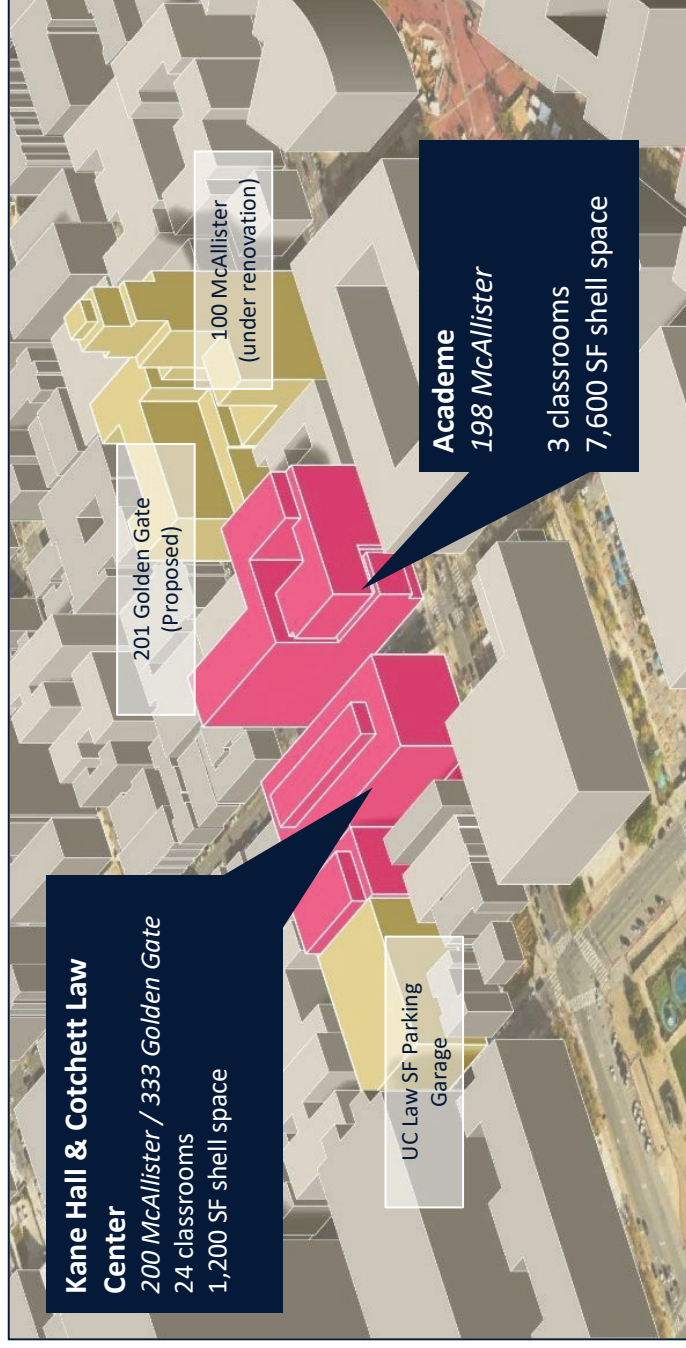 Kane Hall & Cotchett Law
Center
200 McAllister / 333 Golden Gate
24 classrooms
1,200 SF shell space
201 Golden Gate
(Proposed)
100 McAllister
(under renovation)
UC Law SF Parking
Garage
Academe
198 McAllister
3 classrooms
7,600 SF shell space